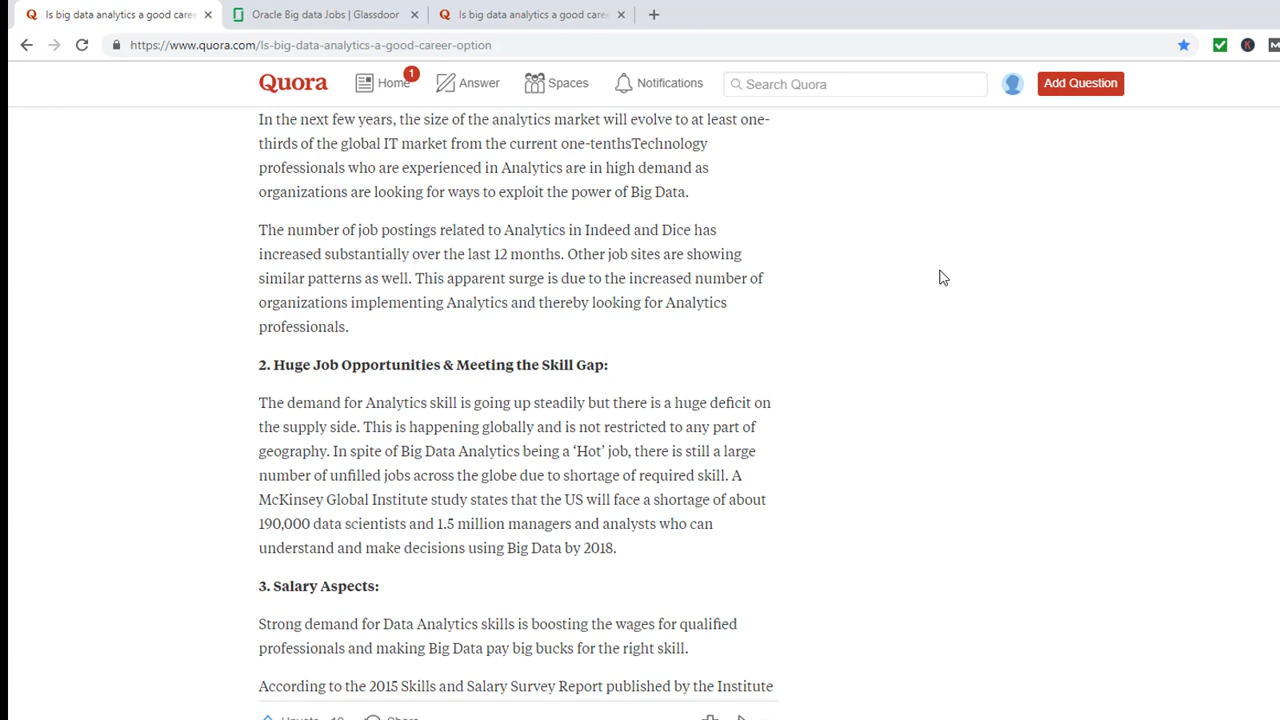 Is big data analytics a good caree
Oracle Big data Jobs | Glassdoor
Is big data analytics a good caree
https://www.quora.com/Is-big-data-analytics-a-good-career-option
Quora
Home
1
Answer
Spaces
Notifications
Search Quora
Add Question
In the next few years, the size of the analytics market will evolve to at least one-
thirds of the global IT market from the current one-tenthsTechnology
professionals who are experienced in Analytics are in high demand as
organizations are looking for ways to exploit the power of Big Data.
The number of job postings related to Analytics in Indeed and Dice has
increased substantially over the last 12 months. Other job sites are showing
similar patterns as well. This apparent surge is due to the increased number of
organizations implementing Analytics and thereby looking for Analytics
professionals.
2. Huge Job Opportunities & Meeting the Skill Gap:
The demand for Analytics skill is going up steadily but there is a huge deficit on
the supply side. This is happening globally and is not restricted to any part of
geography. In spite of Big Data Analytics being a ‘Hot’ job, there is still a large
number of unfilled jobs across the globe due to shortage of required skill. A
McKinsey Global Institute study states that the US will face a shortage of about
190,000 data scientists and 1.5 million managers and analysts who can
understand and make decisions using Big Data by 2018.
3. Salary Aspects:
Strong demand for Data Analytics skills is boosting the wages for qualified
professionals and making Big Data pay big bucks for the right skill.
According to the 2015 Skills and Salary Survey Report published by the Institute